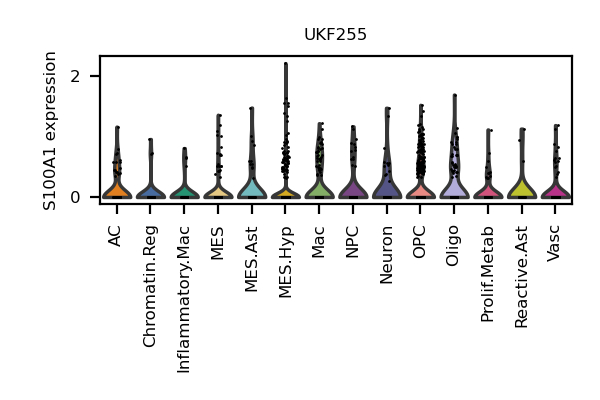 UKF255
S100A1 expression
2
0
AC
Chromatin.Reg
Inflammatory.Mac
MES
MES.Ast
MES.Hyp
Mac
NPC
Neuron
OPC
Oligo
Prolif.Metab
Reactive.Ast
Vasc